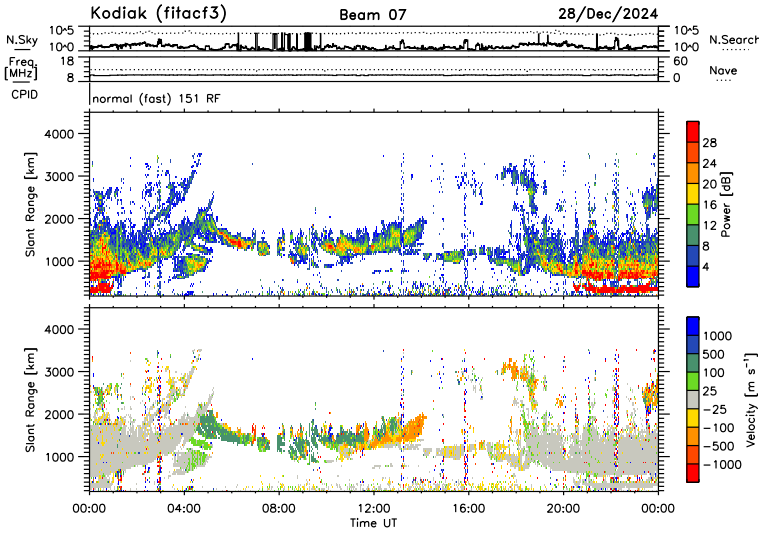 Kodiak (fitacf3) Beam 07 28/Dec/2024
N.Sky 10^5 10^0 10^5 10^0 N.Search
Freq. [MHz] 18 8 60 0 Nave
CPID normal (fast) 151 RF
Slant Range [km] 4000 3000 2000 1000
28 24 20 16 12 8 4 Power [dB]
Slant Range [km] 4000 3000 2000 1000
1000 500 100 25 -25 -100 -500 -1000 Velocity [m s⁻¹]
00:00 04:00 08:00 12:00 16:00 20:00 00:00
Time UT